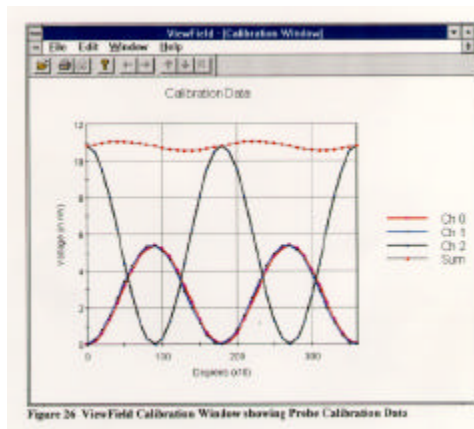 ViewField - [Calibration Window]
File Edit Window Help
Calibration Data
12
10
8
6
4
2
0
Voltage (in mV)
0 100 200 300
Degrees (x10)
Ch 0
Ch 1
Ch 2
Sum
Figure 26 ViewField Calibration Window showing Probe Calibration Data